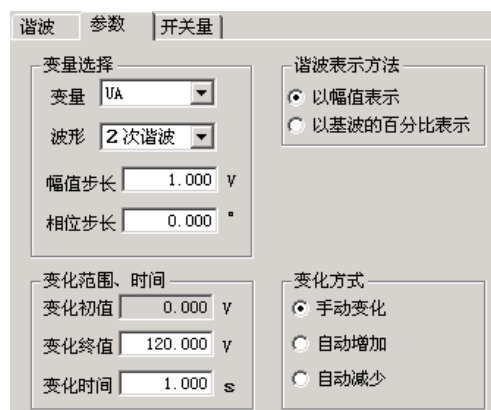 谐波 参数 开关量
变量选择
变量 UA
波形 2次谐波
幅值步长 1.000 V
相位步长 0.000 °
谐波表示方法
以幅值表示
以基波的百分比表示
变化范围、时间
变化初值 0.000 V
变化终值 120.000 V
变化时间 1.000 s
变化方式
手动变化
自动增加
自动减少